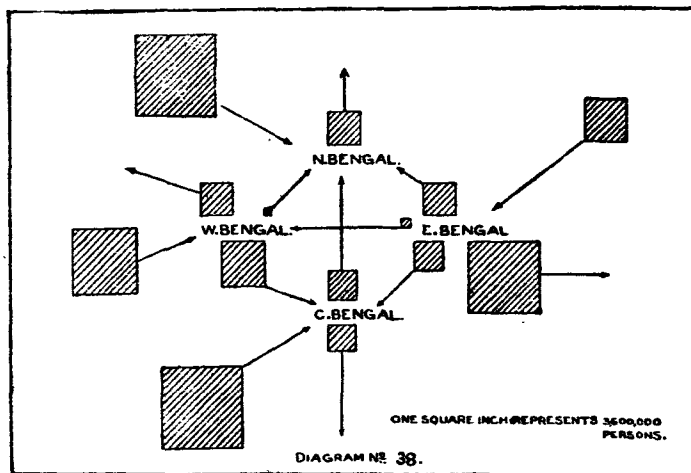 N.BENGAL.
W.BENGAL.
E.BENGAL
C.BENGAL.
ONE SQUARE INCH REPRESENTS 3,600,000
PERSONS.
DIAGRAM Nº 38.